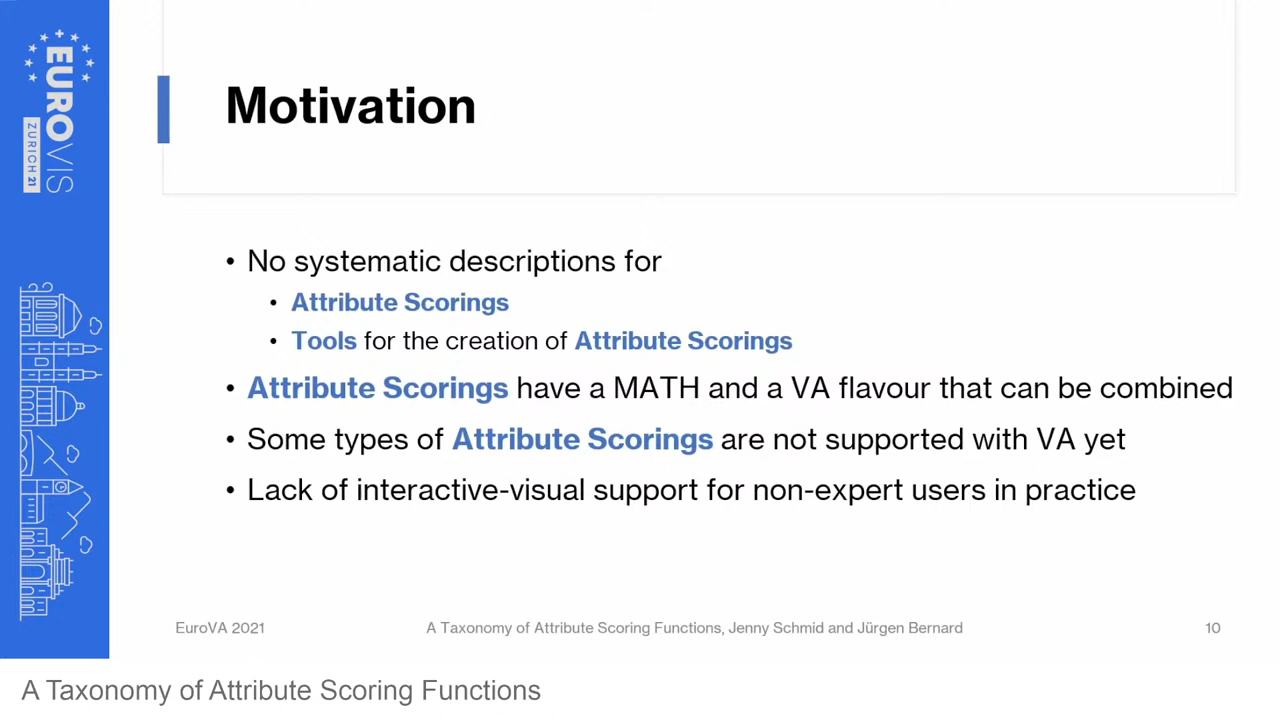 EUROVIS
ZURICH 21
Motivation
• No systematic descriptions for
• Attribute Scorings
• Tools for the creation of Attribute Scorings
• Attribute Scorings have a MATH and a VA flavour that can be combined
• Some types of Attribute Scorings are not supported with VA yet
• Lack of interactive-visual support for non-expert users in practice
EuroVA 2021 A Taxonomy of Attribute Scoring Functions, Jenny Schmid and Jürgen Bernard 10
A Taxonomy of Attribute Scoring Functions